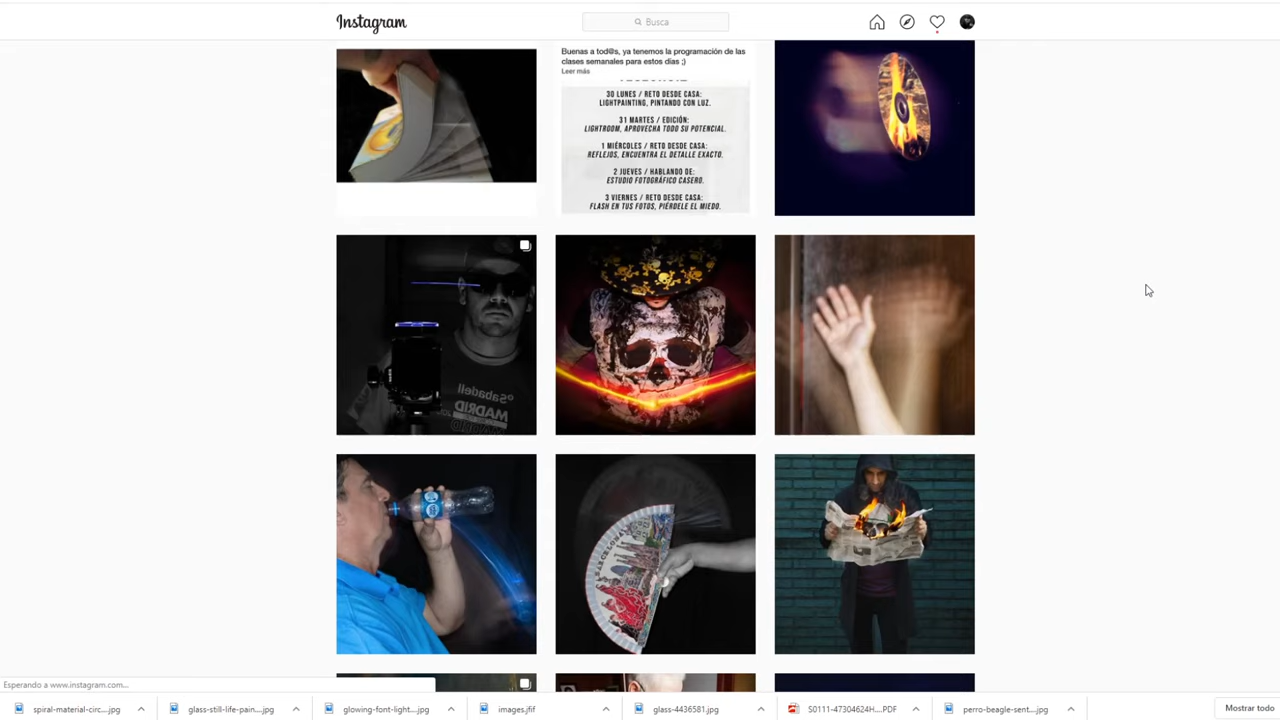 Instagram
Busca
Buenas a tod@s, ya tenemos la programación de las
clases semanales para estos dias ;)
Leer más
30 LUNES / RETO DESDE CASA:
LIGHTPAINTING, PINTANDO CON LUZ.
31 MARTES / EDICIÓN:
LIGHTROOM, APROVECHA TODO SU POTENCIAL.
1 MIÉRCOLES / RETO DESDE CASA:
REFLEJOS, ENCUENTRA EL DETALLE EXACTO.
2 JUEVES / HABLANDO DE:
ESTUDIO FOTOGRÁFICO CASERO.
3 VIERNES / RETO DESDE CASA:
FLASH EN TUS FOTOS, PIÉRDELE EL MIEDO.
Sabadell
MADRID
BARCELONA
Esperando a www.instagram.com...
spiral-material-circ....jpg
glass-still-life-pain....jpg
glowing-font-light....jpg
images.jfif
glass-4436581.jpg
S0111-47304624H....PDF
perro-beagle-sent....jpg
Mostrar todo